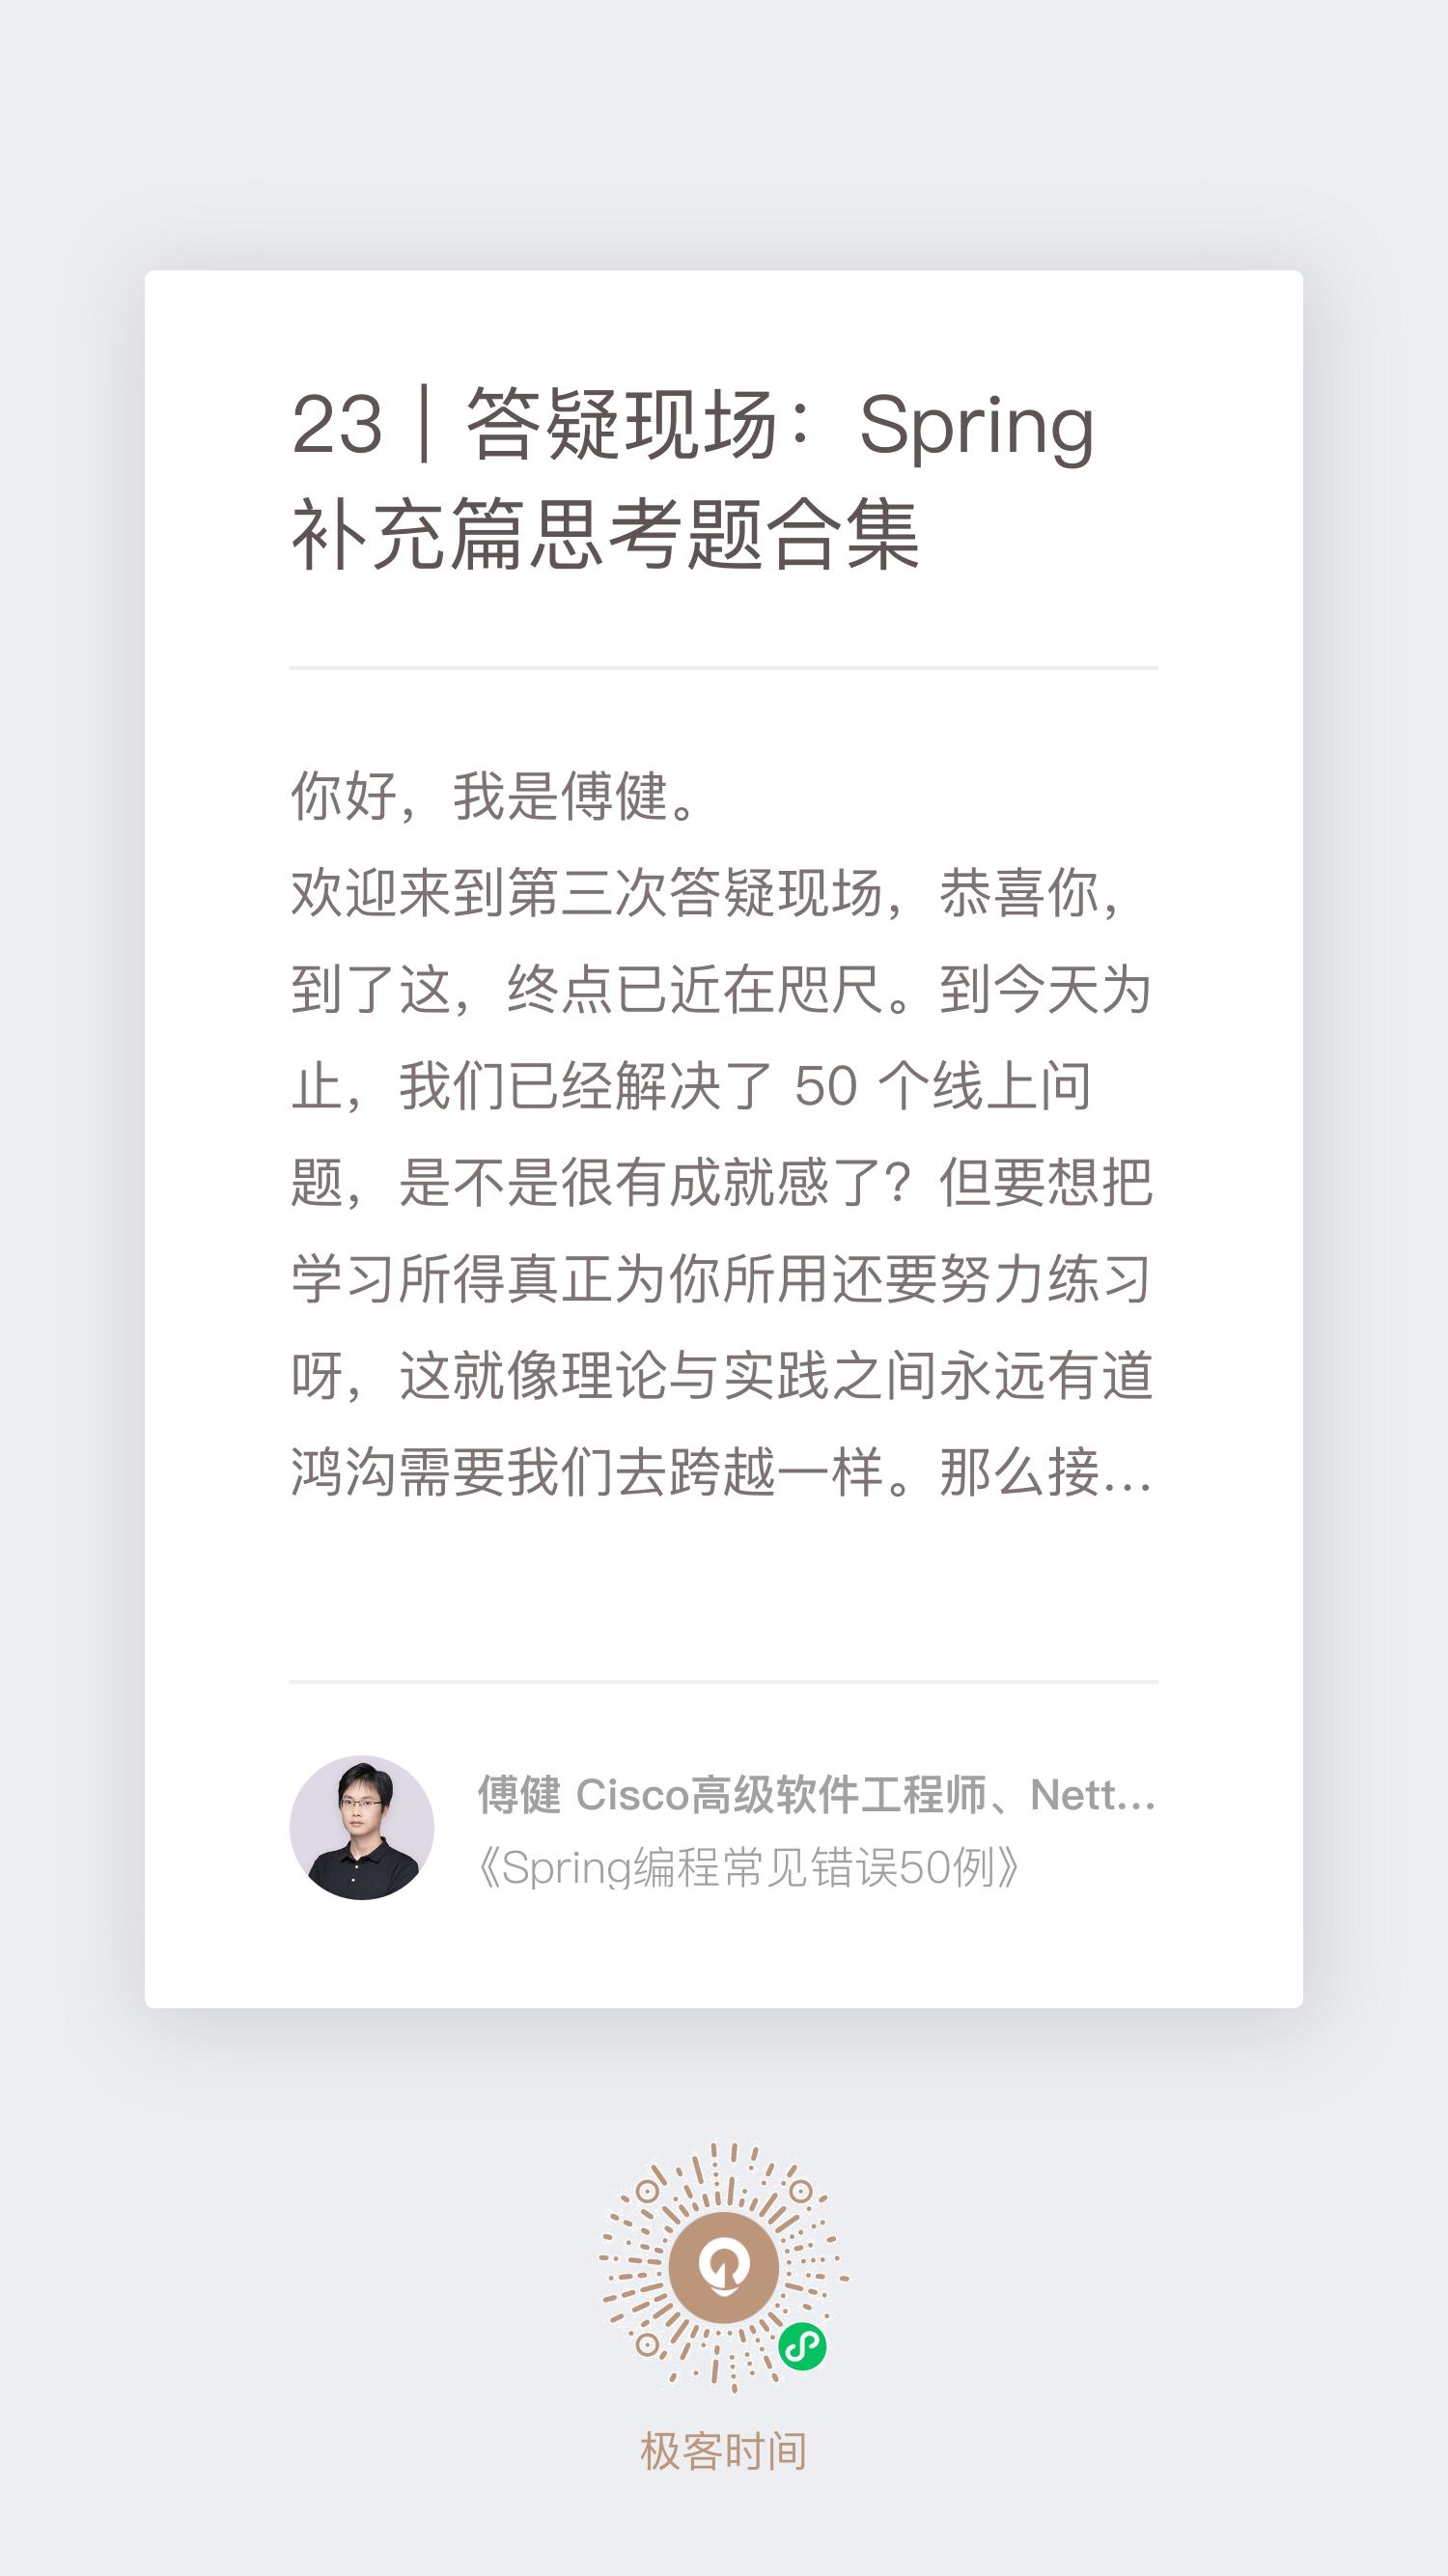 23｜答疑现场：Spring
补充篇思考题合集
你好，我是傅健。
欢迎来到第三次答疑现场，恭喜你，
到了这，终点已近在咫尺。到今天为
止，我们已经解决了 50 个线上问
题，是不是很有成就感了？但要想把
学习所得真正为你所用还要努力练习
呀，这就像理论与实践之间永远有道
鸿沟需要我们去跨越一样。那么接...
傅健 Cisco高级软件工程师、Nett...
《Spring编程常见错误50例》
极客时间